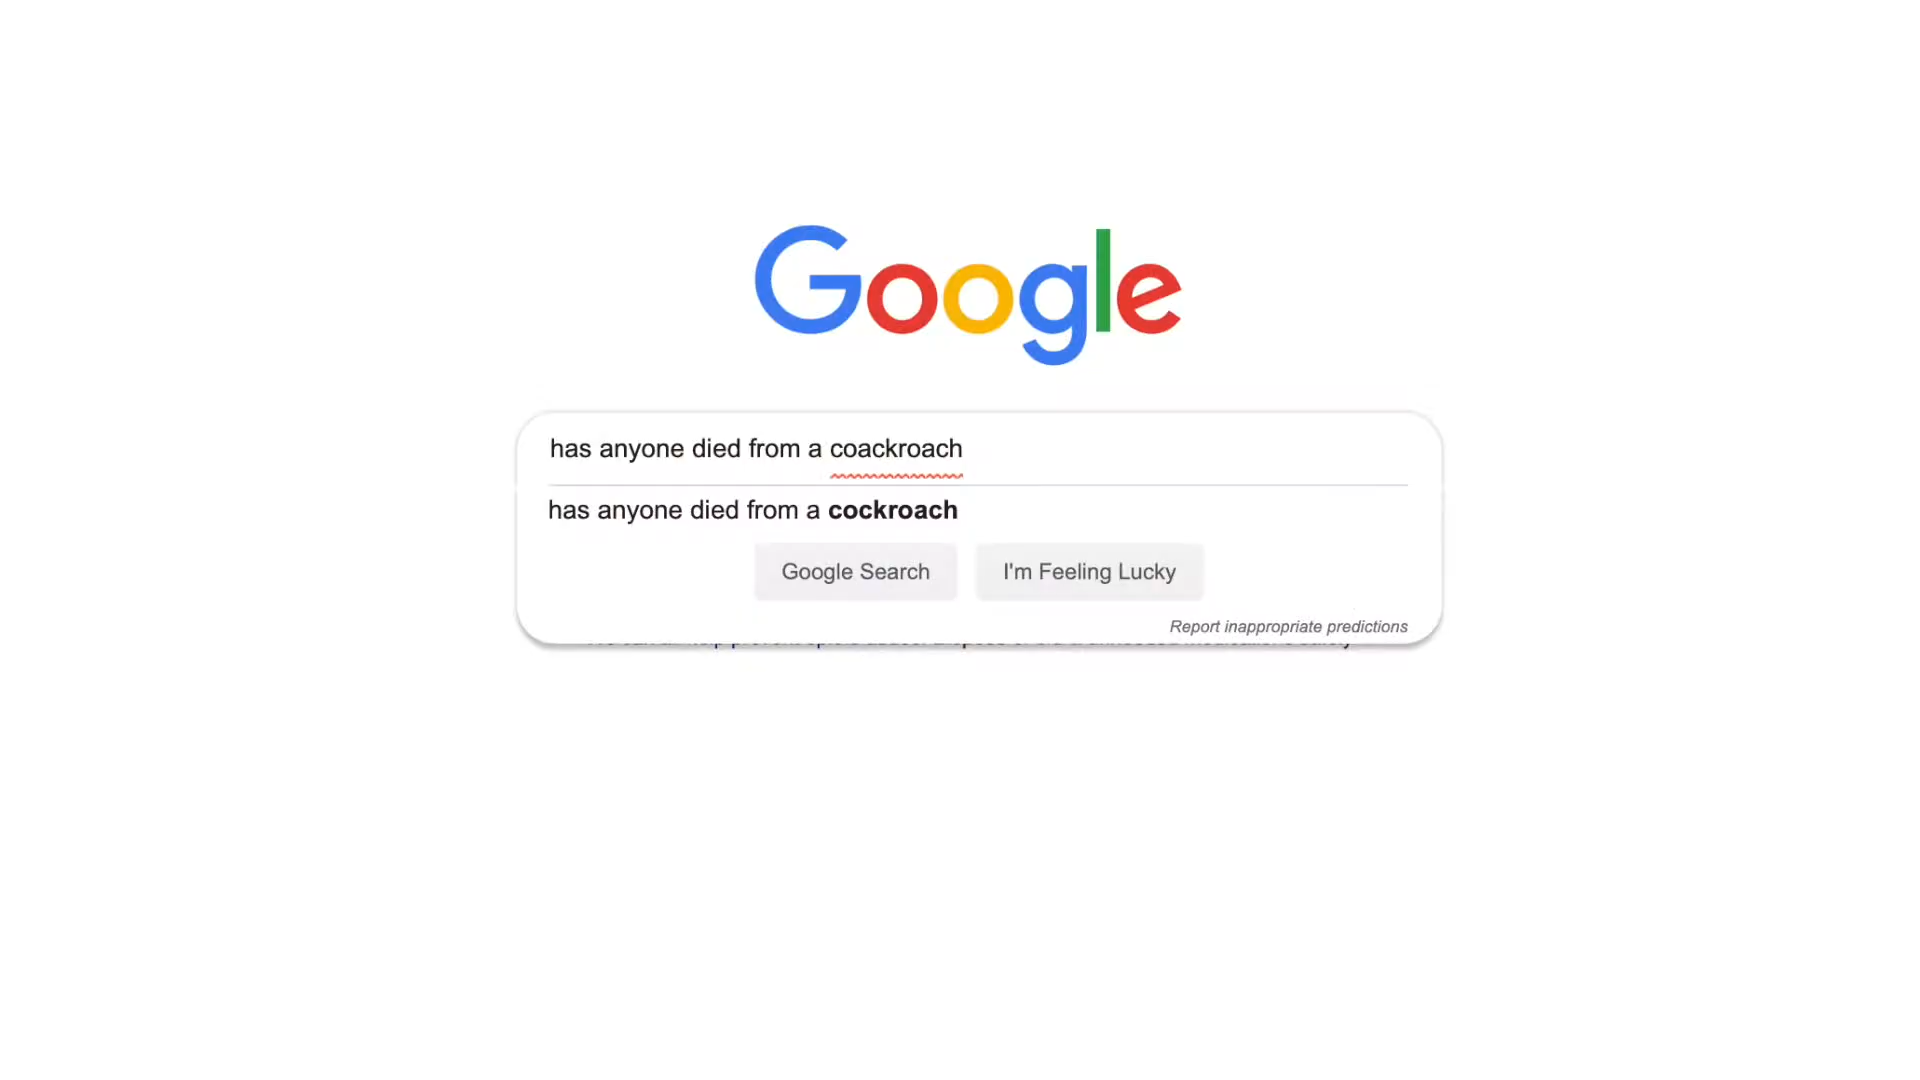 Google
has anyone died from a coackroach
has anyone died from a cockroach
Google Search
I'm Feeling Lucky
Report inappropriate predictions